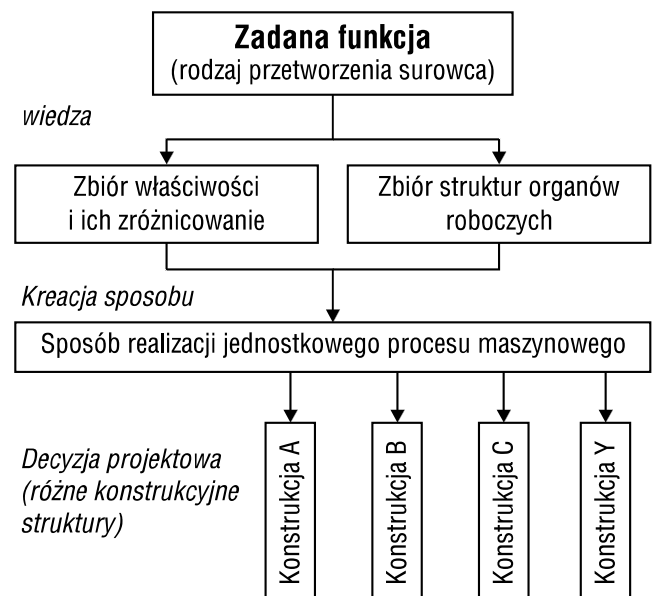 Zadana funkcja
(rodzaj przetworzenia surowca)
wiedza
Zbiór właściwości
i ich zróżnicowanie
Zbiór struktur organów
roboczych
Kreacja sposobu
Sposób realizacji jednostkowego procesu maszynowego
Decyzja projektowa
(różne konstrukcyjne
struktury)
Konstrukcja A
Konstrukcja B
Konstrukcja C
Konstrukcja Y